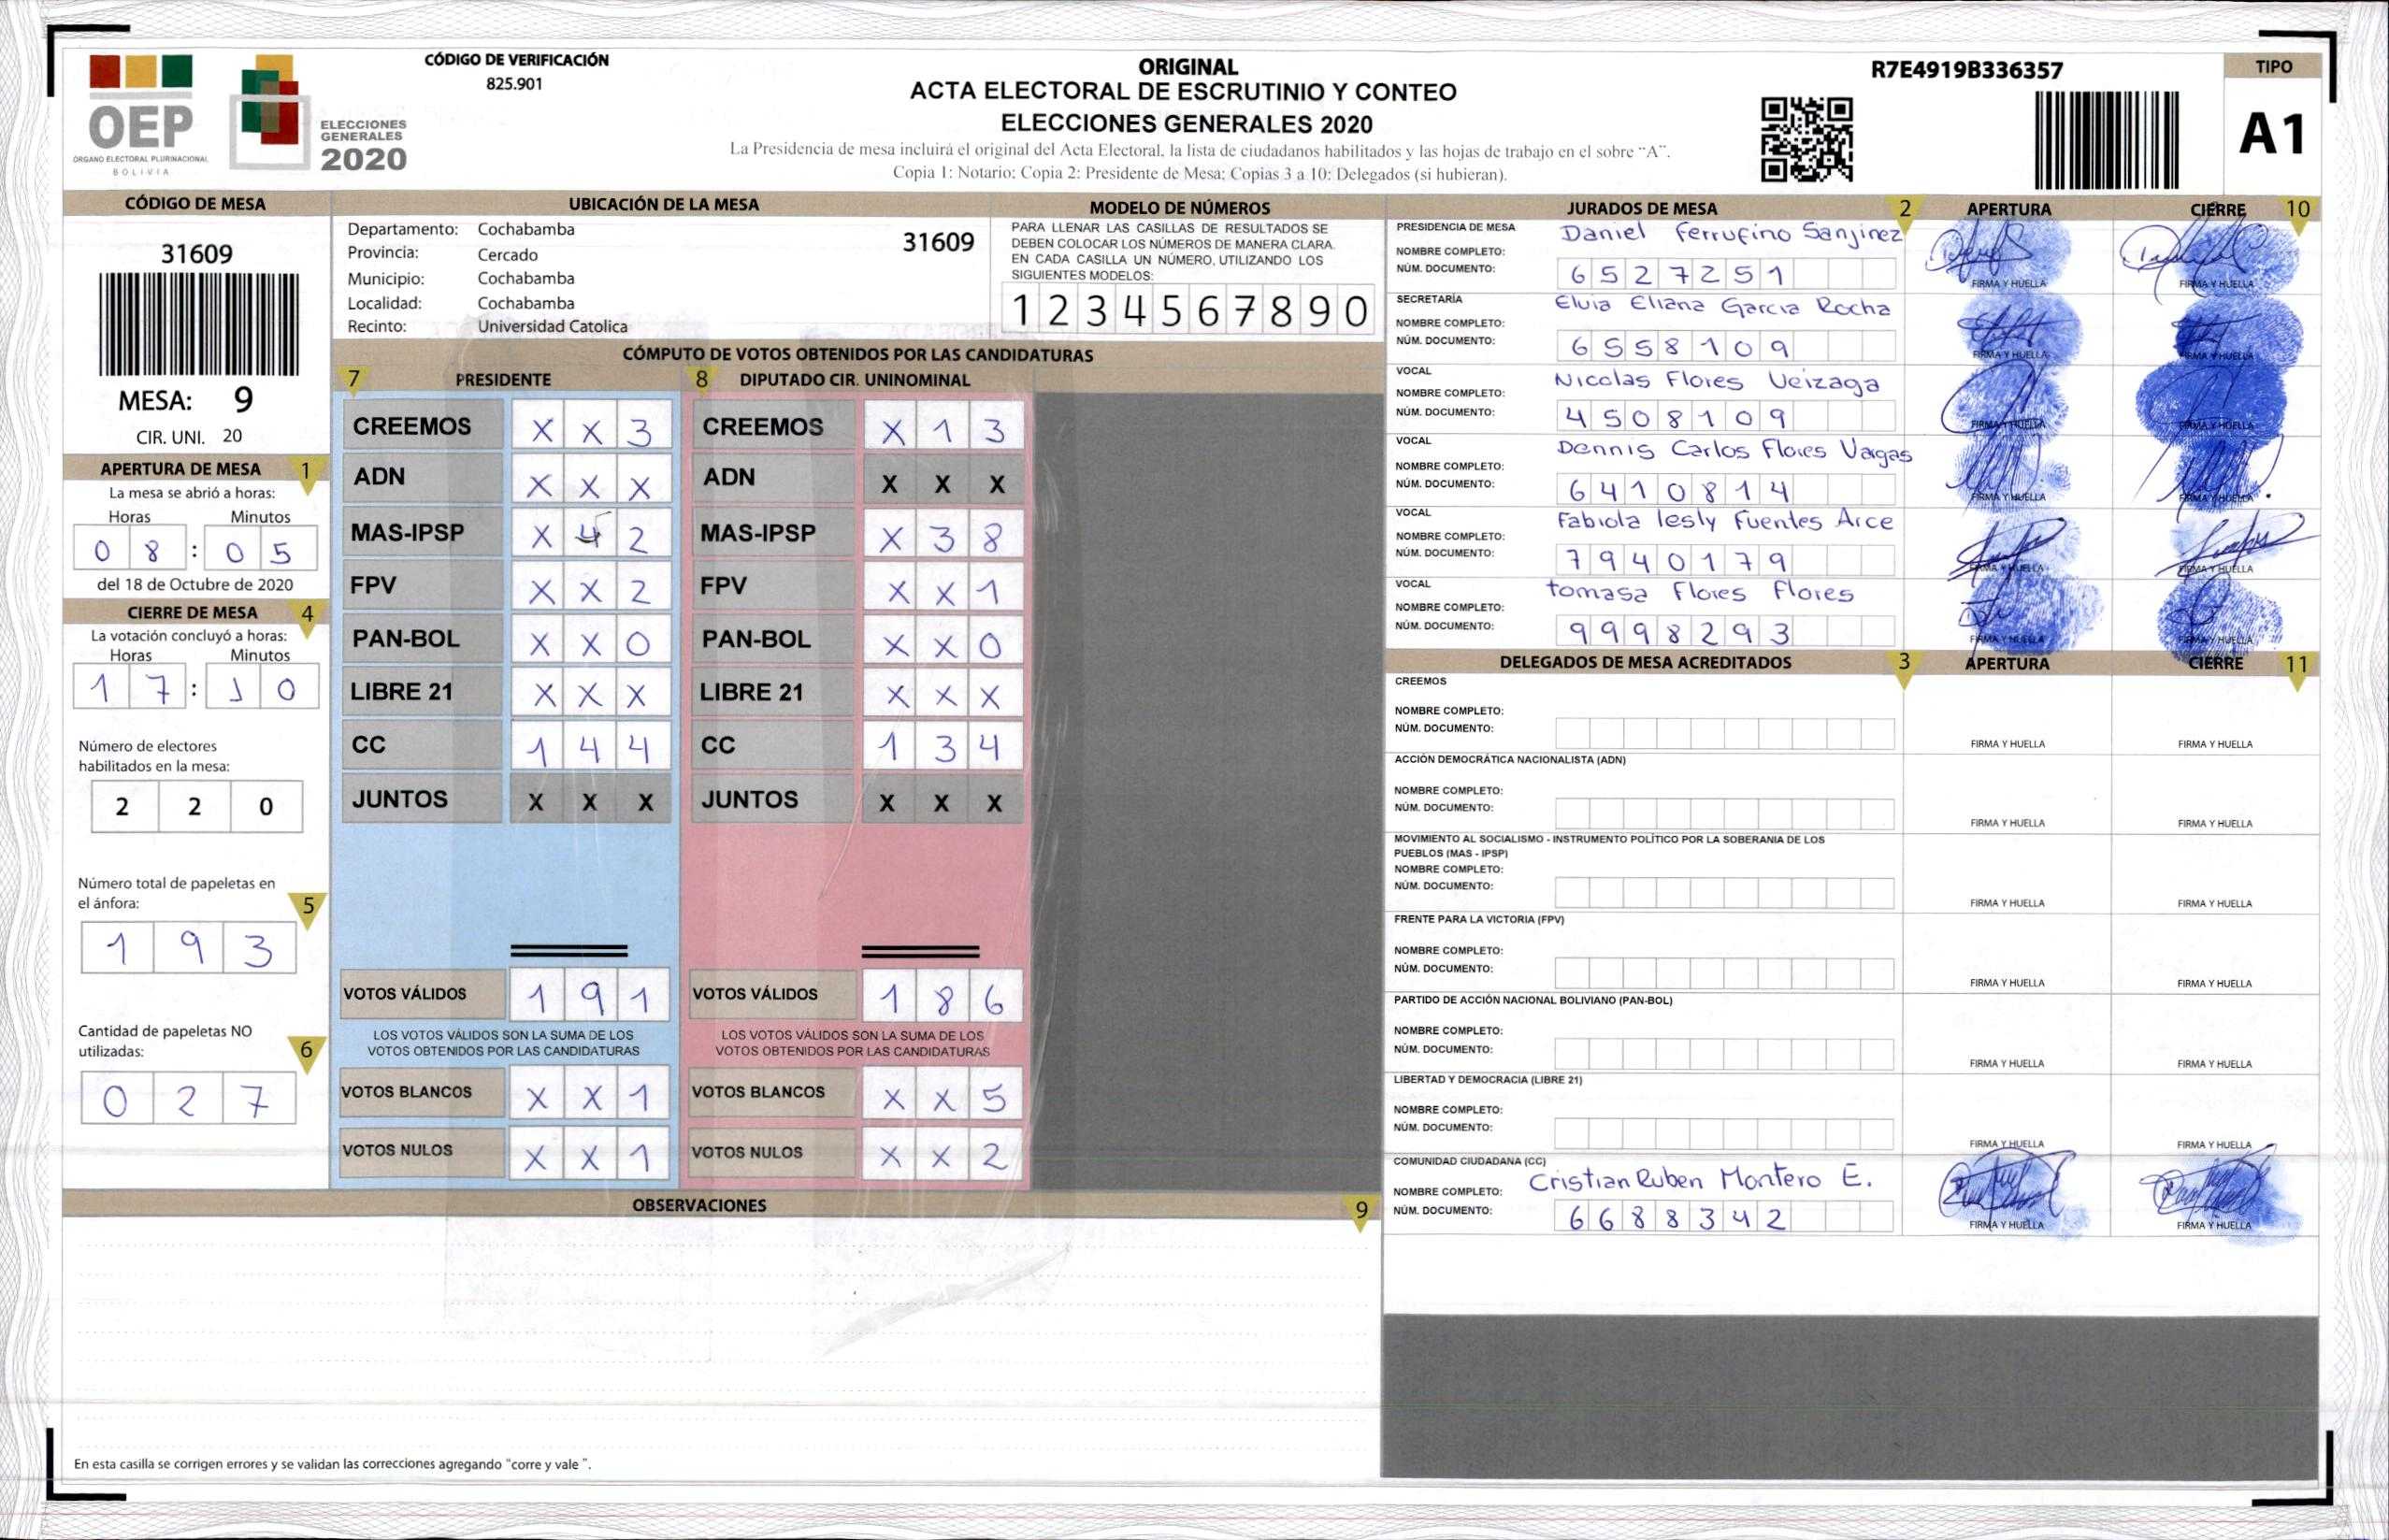 OEP
ÓRGANO ELECTORAL PLURINACIONAL
BOLIVIA
ELECCIONES
GENERALES
2020
CÓDIGO DE VERIFICACIÓN
825.901
ORIGINAL
ACTA ELECTORAL DE ESCRUTINIO Y CONTEO
ELECCIONES GENERALES 2020
La Presidencia de mesa incluirá el original del Acta Electoral, la lista de ciudadanos habilitados y las hojas de trabajo en el sobre "A".
Copia 1: Notario; Copia 2: Presidente de Mesa; Copias 3 a 10: Delegados (si hubieran).
R7E4919B336357
TIPO
A1
CÓDIGO DE MESA
31609
MESA: 9
CIR. UNI. 20
APERTURA DE MESA 1
La mesa se abrió a horas:
Horas Minutos
0 8 : 0 5
del 18 de Octubre de 2020
CIERRE DE MESA 4
La votación concluyó a horas:
Horas Minutos
1 7 : 1 0
Número de electores
habilitados en la mesa:
2 2 0
Número total de papeletas en
el ánfora: 5
1 9 3
Cantidad de papeletas NO
utilizadas: 6
0 2 7
UBICACIÓN DE LA MESA
Departamento: Cochabamba
31609
Provincia: Cercado
Municipio: Cochabamba
Localidad: Cochabamba
Recinto: Universidad Catolica
MODELO DE NÚMEROS
PARA LLENAR LAS CASILLAS DE RESULTADOS SE
DEBEN COLOCAR LOS NÚMEROS DE MANERA CLARA.
EN CADA CASILLA UN NÚMERO, UTILIZANDO LOS
SIGUIENTES MODELOS:
1 2 3 4 5 6 7 8 9 0
CÓMPUTO DE VOTOS OBTENIDOS POR LAS CANDIDATURAS
7 PRESIDENTE
CREEMOS X X 3
ADN X X X
MAS-IPSP X 4 2
FPV X X 2
PAN-BOL X X 0
LIBRE 21 X X X
CC 1 4 4
JUNTOS X X X
VOTOS VÁLIDOS 1 9 1
LOS VOTOS VÁLIDOS SON LA SUMA DE LOS
VOTOS OBTENIDOS POR LAS CANDIDATURAS
VOTOS BLANCOS X X 1
VOTOS NULOS X X 1
8 DIPUTADO CIR. UNINOMINAL
CREEMOS X 1 3
ADN X X X
MAS-IPSP X 3 8
FPV X X 1
PAN-BOL X X 0
LIBRE 21 X X X
CC 1 3 4
JUNTOS X X X
VOTOS VÁLIDOS 1 8 6
LOS VOTOS VÁLIDOS SON LA SUMA DE LOS
VOTOS OBTENIDOS POR LAS CANDIDATURAS
VOTOS BLANCOS X X 5
VOTOS NULOS X X 2
OBSERVACIONES 9
En esta casilla se corrigen errores y se validan las correcciones agregando "corre y vale ".
JURADOS DE MESA 2 APERTURA CIERRE 10
PRESIDENCIA DE MESA
NOMBRE COMPLETO: Daniel Ferrufino Sanjinez
NÚM. DOCUMENTO: 6527251
FIRMA Y HUELLA FIRMA Y HUELLA
SECRETARÍA
NOMBRE COMPLETO: Elvia Eliana Garcia Rocha
NÚM. DOCUMENTO: 6558109
FIRMA Y HUELLA FIRMA Y HUELLA
VOCAL
NOMBRE COMPLETO: Nicolas Flores Veizaga
NÚM. DOCUMENTO: 4508109
FIRMA Y HUELLA FIRMA Y HUELLA
VOCAL
NOMBRE COMPLETO: Dennis Carlos Flores Vargas
NÚM. DOCUMENTO: 6410814
FIRMA Y HUELLA FIRMA Y HUELLA
VOCAL
NOMBRE COMPLETO: Fabiola lesly Fuentes Arce
NÚM. DOCUMENTO: 7940179
FIRMA Y HUELLA FIRMA Y HUELLA
VOCAL
NOMBRE COMPLETO: tomasa Flores Flores
NÚM. DOCUMENTO: 9998293
FIRMA Y HUELLA FIRMA Y HUELLA
DELEGADOS DE MESA ACREDITADOS 3 APERTURA CIERRE 11
CREEMOS
NOMBRE COMPLETO:
NÚM. DOCUMENTO:
FIRMA Y HUELLA FIRMA Y HUELLA
ACCIÓN DEMOCRÁTICA NACIONALISTA (ADN)
NOMBRE COMPLETO:
NÚM. DOCUMENTO:
FIRMA Y HUELLA FIRMA Y HUELLA
MOVIMIENTO AL SOCIALISMO - INSTRUMENTO POLÍTICO POR LA SOBERANIA DE LOS
PUEBLOS (MAS - IPSP)
NOMBRE COMPLETO:
NÚM. DOCUMENTO:
FIRMA Y HUELLA FIRMA Y HUELLA
FRENTE PARA LA VICTORIA (FPV)
NOMBRE COMPLETO:
NÚM. DOCUMENTO:
FIRMA Y HUELLA FIRMA Y HUELLA
PARTIDO DE ACCIÓN NACIONAL BOLIVIANO (PAN-BOL)
NOMBRE COMPLETO:
NÚM. DOCUMENTO:
FIRMA Y HUELLA FIRMA Y HUELLA
LIBERTAD Y DEMOCRACIA (LIBRE 21)
NOMBRE COMPLETO:
NÚM. DOCUMENTO:
FIRMA Y HUELLA FIRMA Y HUELLA
COMUNIDAD CIUDADANA (CC)
NOMBRE COMPLETO: Cristian Ruben Montero E.
NÚM. DOCUMENTO: 6688342
FIRMA Y HUELLA FIRMA Y HUELLA